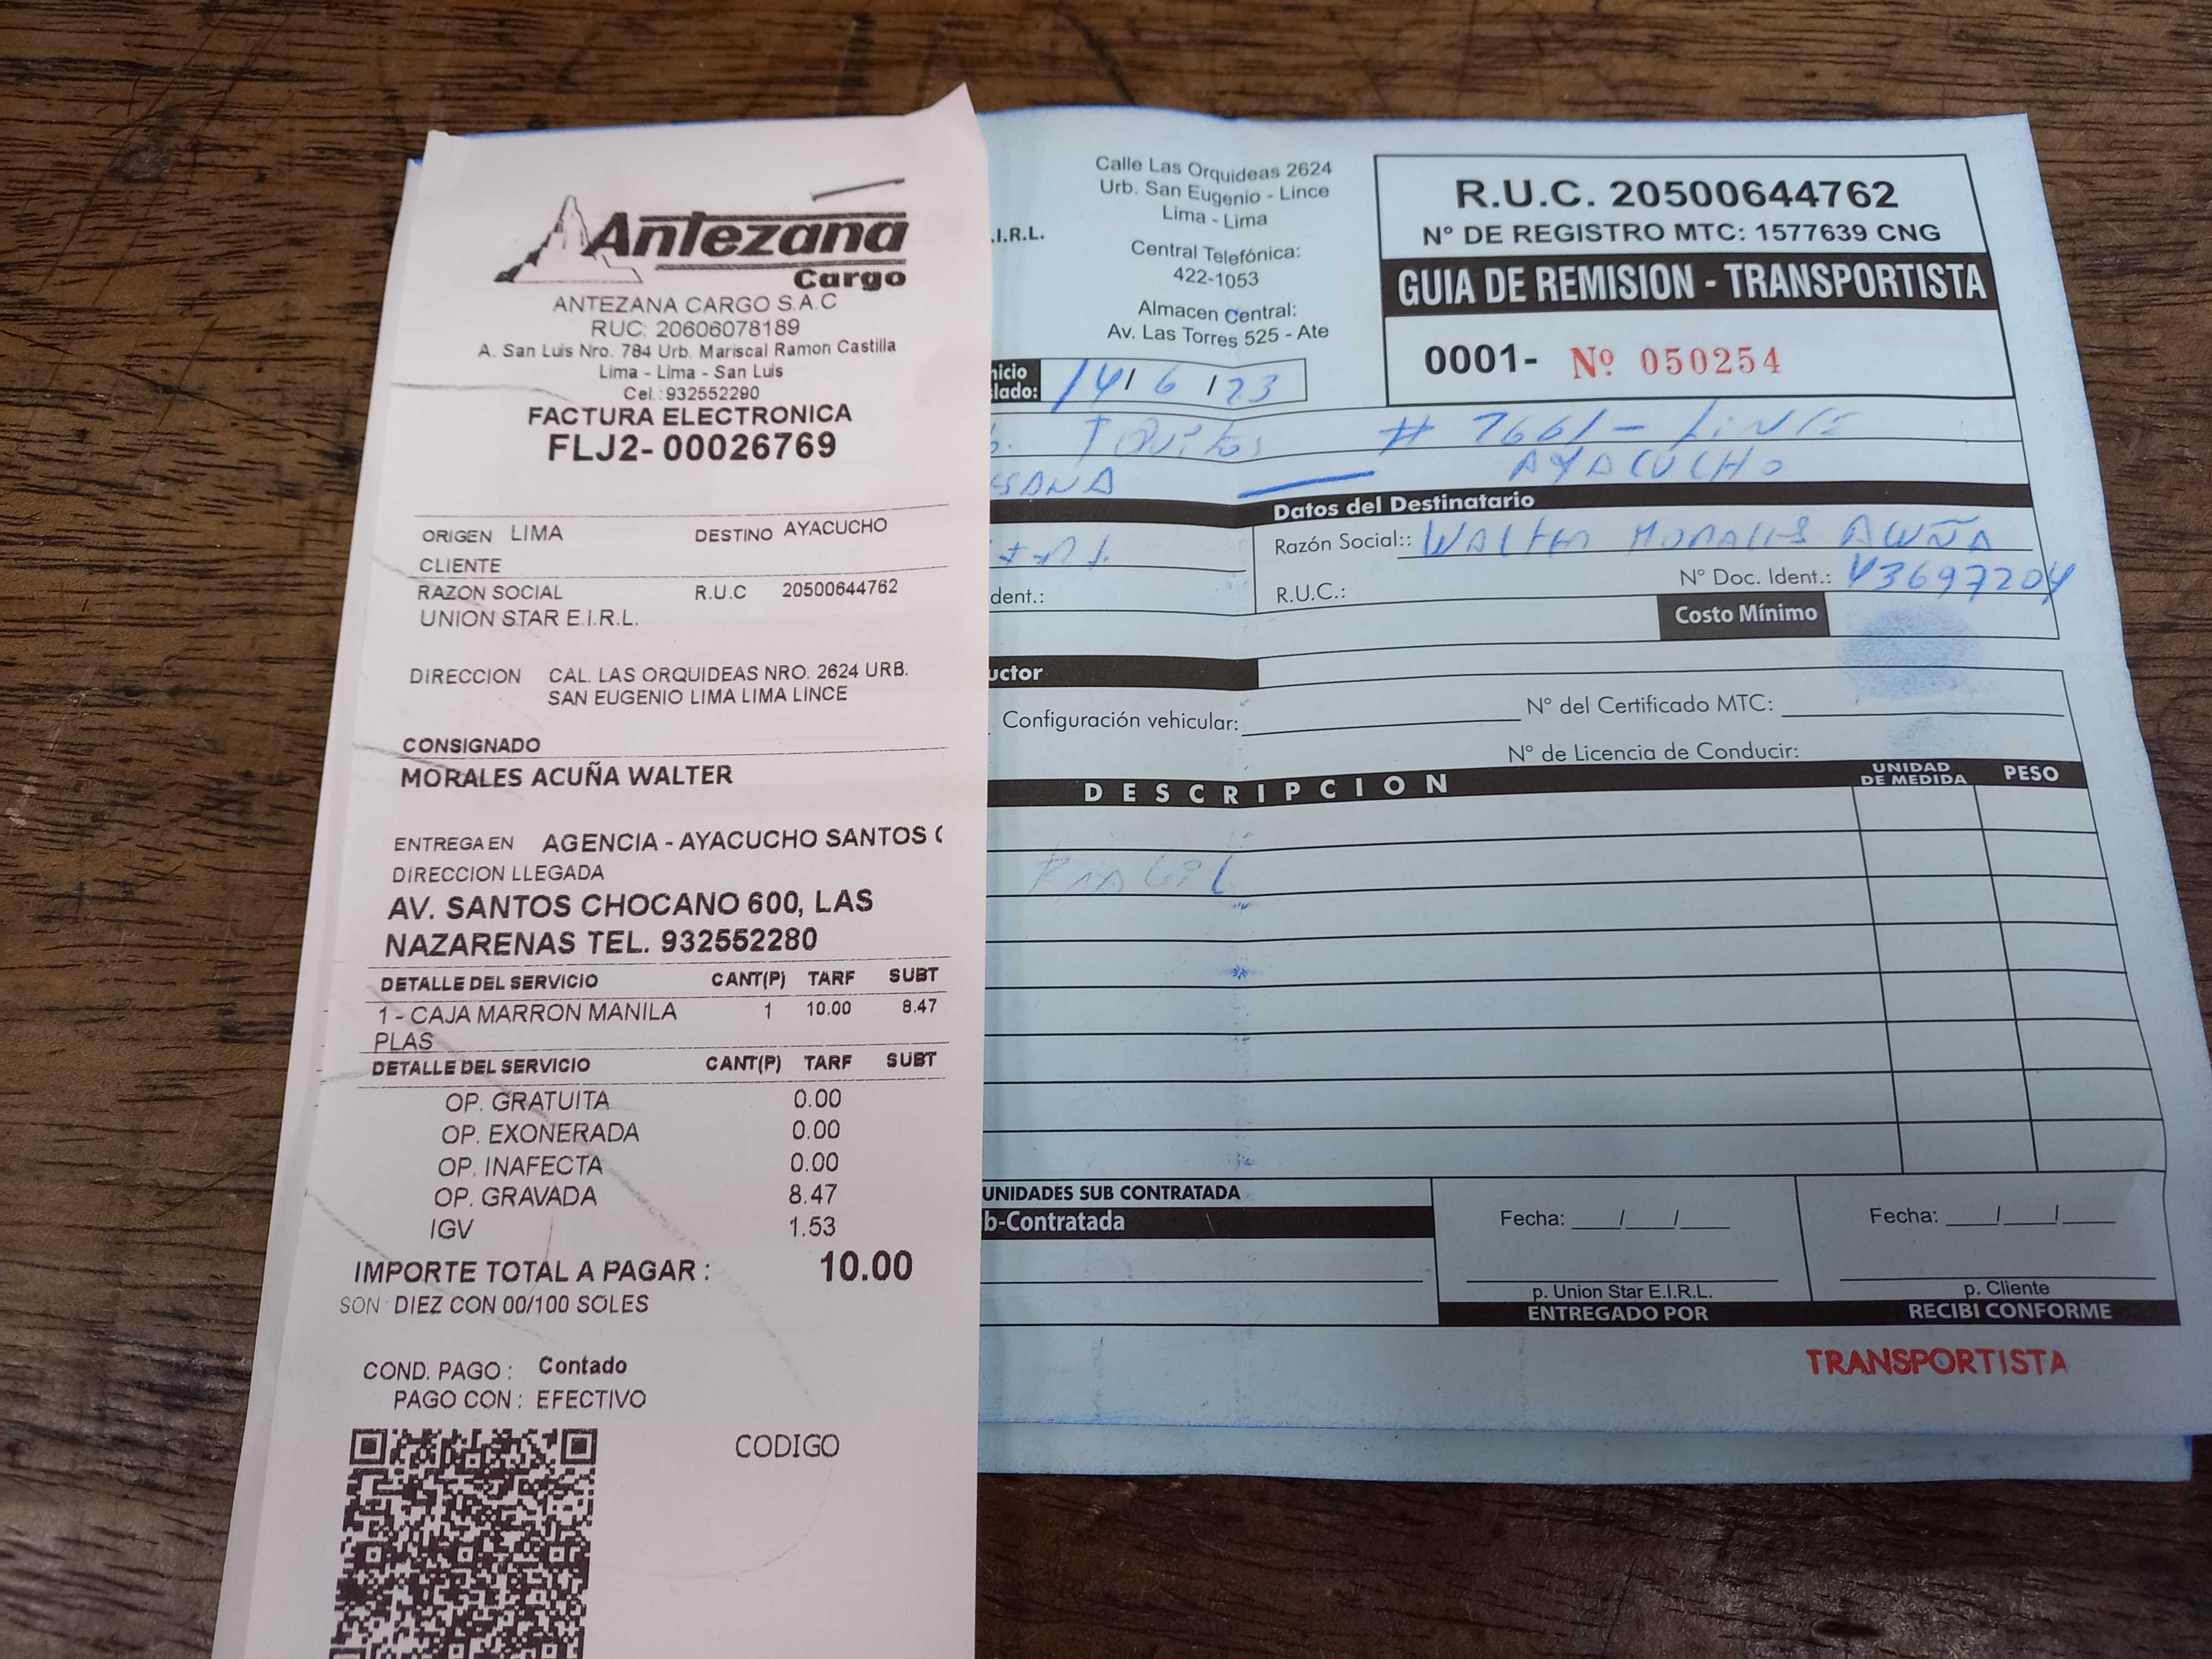 Antezana
Cargo
ANTEZANA CARGO S.A.C
RUC: 20606078189
A. San Luis Nro. 784 Urb. Mariscal Ramon Castilla
Lima - Lima - San Luis
Cel.:932552290
FACTURA ELECTRONICA
FLJ2- 00026769
ORIGEN LIMA DESTINO AYACUCHO
CLIENTE
RAZON SOCIAL R.U.C 20500644762
UNION STAR E.I.R.L.
DIRECCION CAL. LAS ORQUIDEAS NRO. 2624 URB.
SAN EUGENIO LIMA LIMA LINCE
CONSIGNADO
MORALES ACUÑA WALTER
ENTREGA EN AGENCIA - AYACUCHO SANTOS
DIRECCION LLEGADA
AV. SANTOS CHOCANO 600, LAS
NAZARENAS TEL. 932552280
DETALLE DEL SERVICIO CANT(P) TARF SUBT
1 - CAJA MARRON MANILA 1 10.00 8.47
PLAS
DETALLE DEL SERVICIO CANT(P) TARF SUBT
OP. GRATUITA 0.00
OP. EXONERADA 0.00
OP. INAFECTA 0.00
OP. GRAVADA 8.47
IGV 1.53
IMPORTE TOTAL A PAGAR : 10.00
SON : DIEZ CON 00/100 SOLES
COND. PAGO : Contado
PAGO CON : EFECTIVO
CODIGO
.I.R.L.
Calle Las Orquideas 2624
Urb. San Eugenio - Lince
Lima - Lima
Central Telefónica:
422-1053
Almacen Central:
Av. Las Torres 525 - Ate
R.U.C. 20500644762
N° DE REGISTRO MTC: 1577639 CNG
GUIA DE REMISION - TRANSPORTISTA
0001- Nº 050254
nicio
lado: 14/ 6 /23
AYACUCHO
Datos del Destinatario
Razón Social:: WALTER MORALES ACUÑA
dent.: R.U.C.: N° Doc. Ident.: 43697204
Costo Mínimo
uctor
Configuración vehicular: N° del Certificado MTC:
N° de Licencia de Conducir:
DESCRIPCION UNIDAD DE MEDIDA PESO
UNIDADES SUB CONTRATADA
b-Contratada
Fecha: / / Fecha: / /
p. Union Star E.I.R.L. p. Cliente
ENTREGADO POR RECIBI CONFORME
TRANSPORTISTA